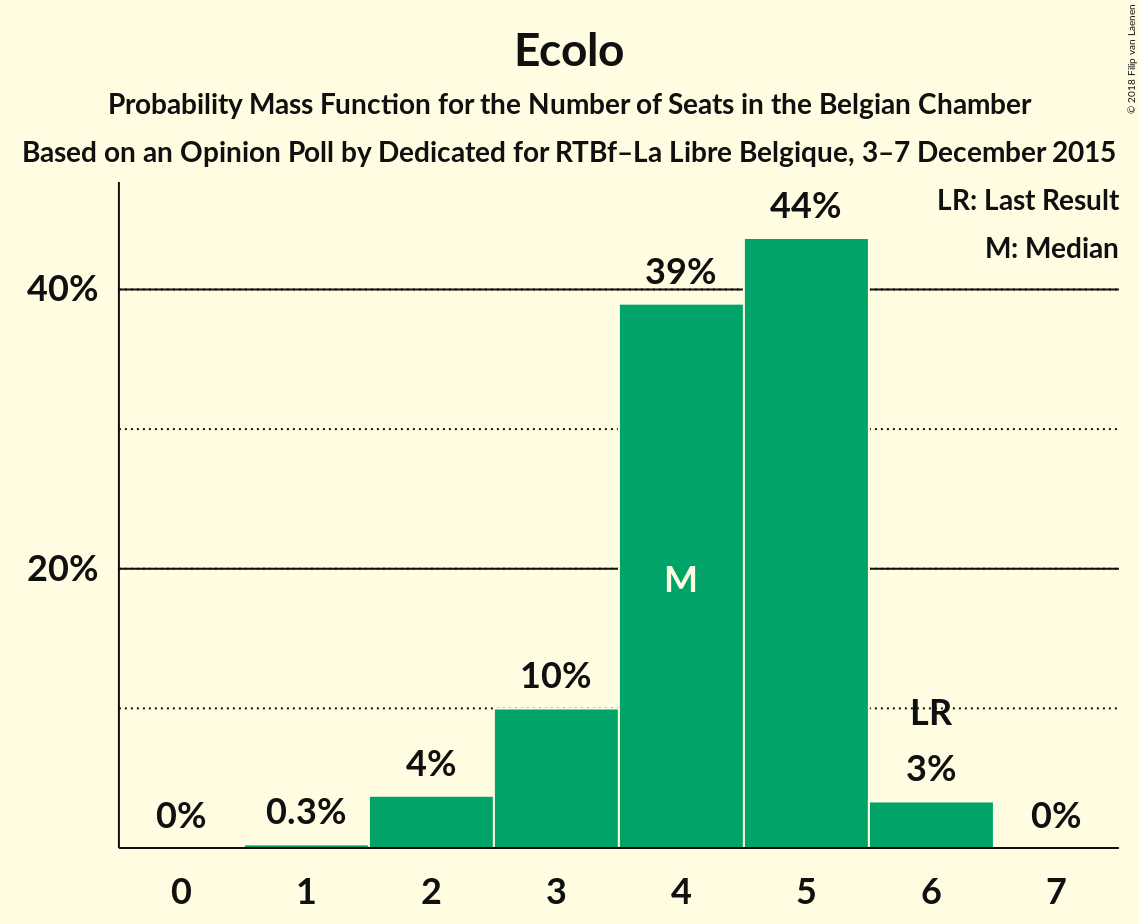 Ecolo
Probability Mass Function for the Number of Seats in the Belgian Chamber
Based on an Opinion Poll by Dedicated for RTBf–La Libre Belgique, 3–7 December 2015
© 2018 Filip van Laenen
LR: Last Result
M: Median
40%
20%
0%
0.3%
4%
10%
39%
M
44%
LR
3%
0%
0 1 2 3 4 5 6 7